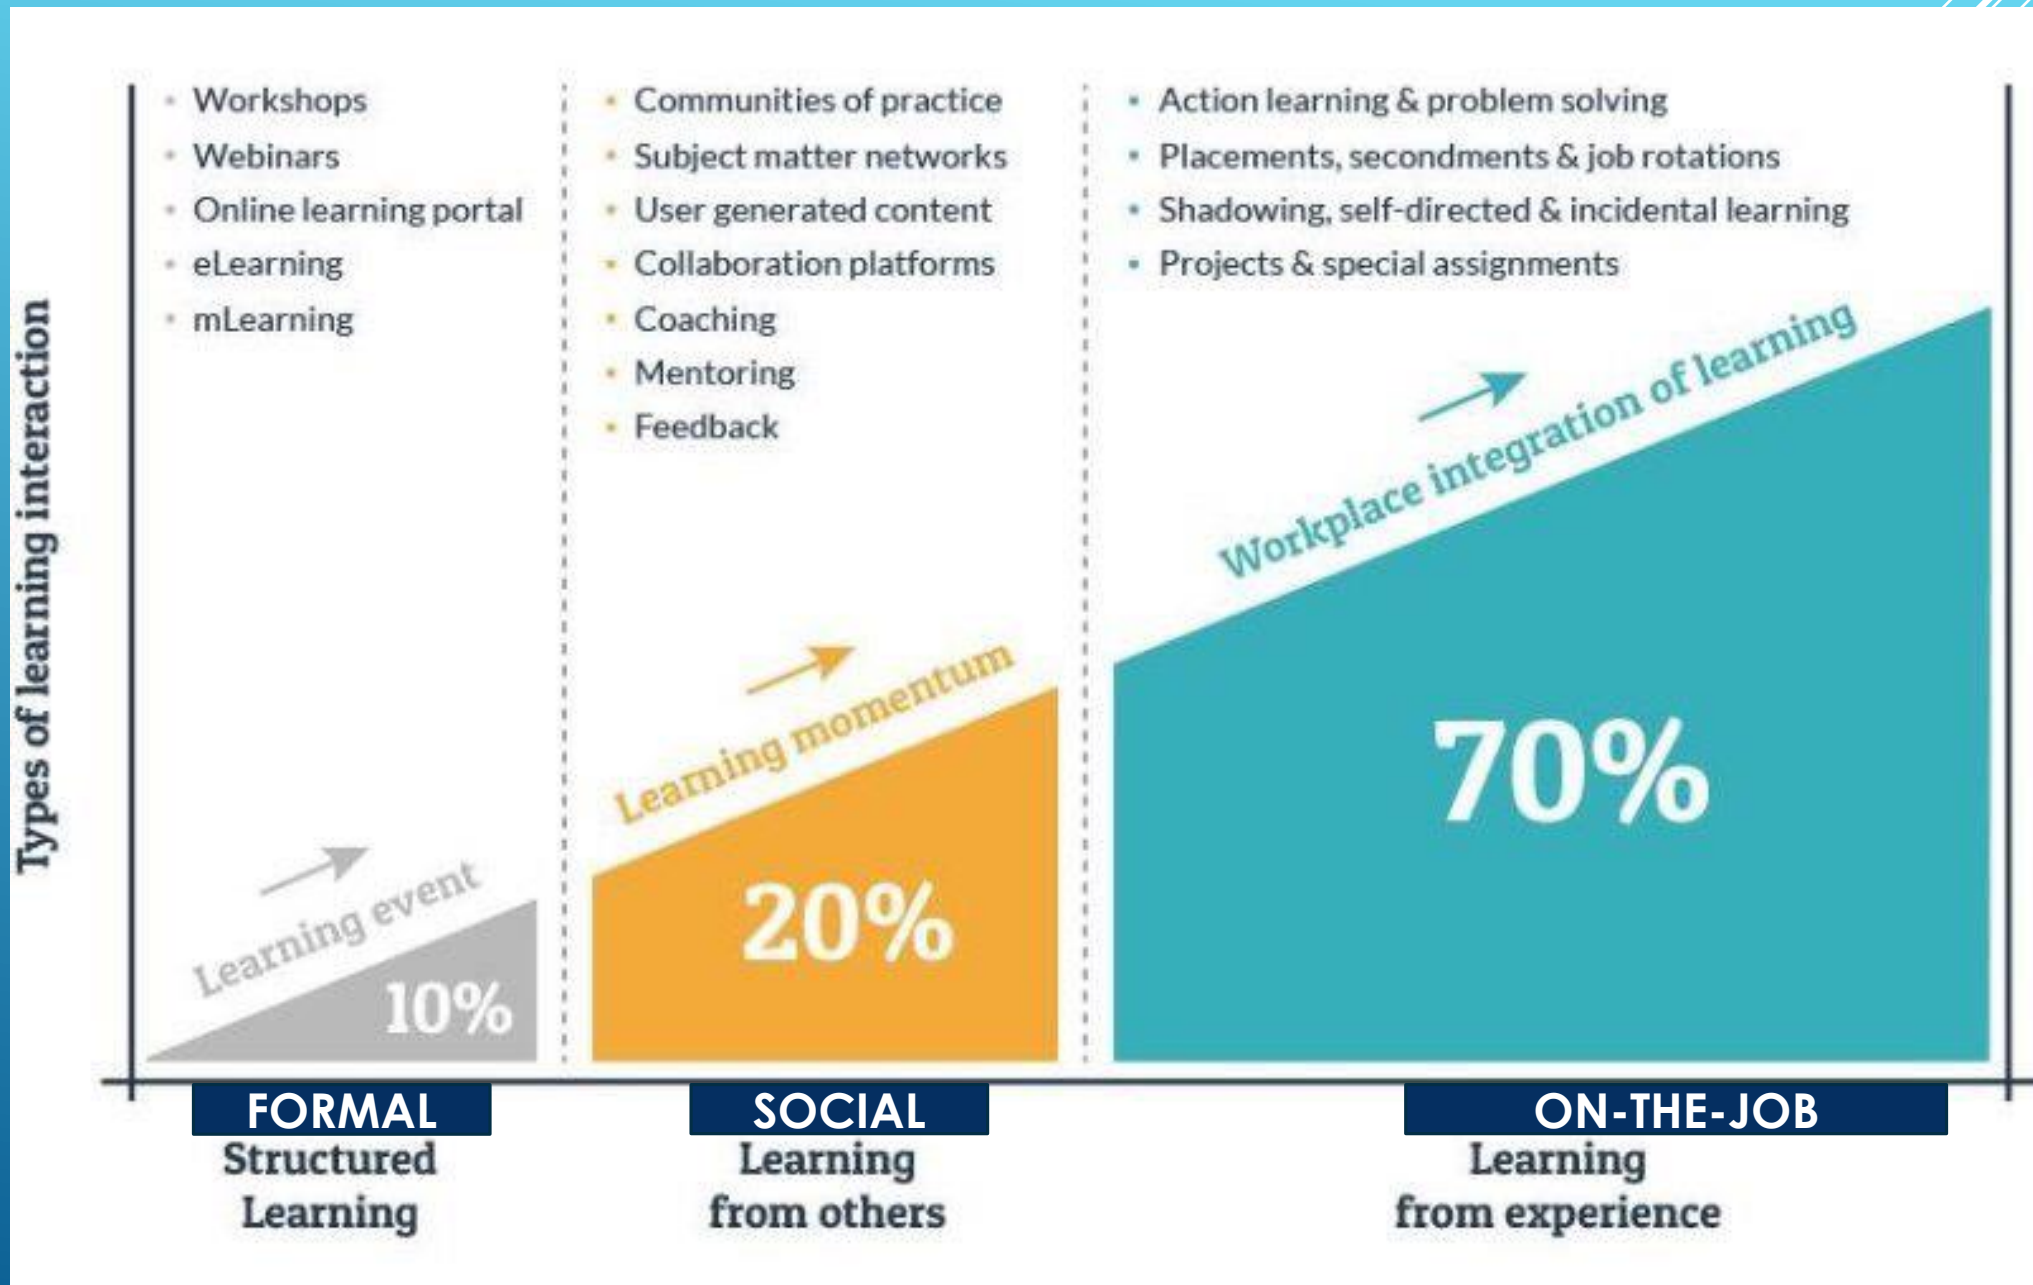 Types of learning interaction
• Workshops
• Webinars
• Online learning portal
• eLearning
• mLearning
Learning event
10%
FORMAL
Structured
Learning
• Communities of practice
• Subject matter networks
• User generated content
• Collaboration platforms
• Coaching
• Mentoring
• Feedback
Learning momentum
20%
SOCIAL
Learning
from others
• Action learning & problem solving
• Placements, secondments & job rotations
• Shadowing, self-directed & incidental learning
• Projects & special assignments
Workplace integration of learning
70%
ON-THE-JOB
Learning
from experience